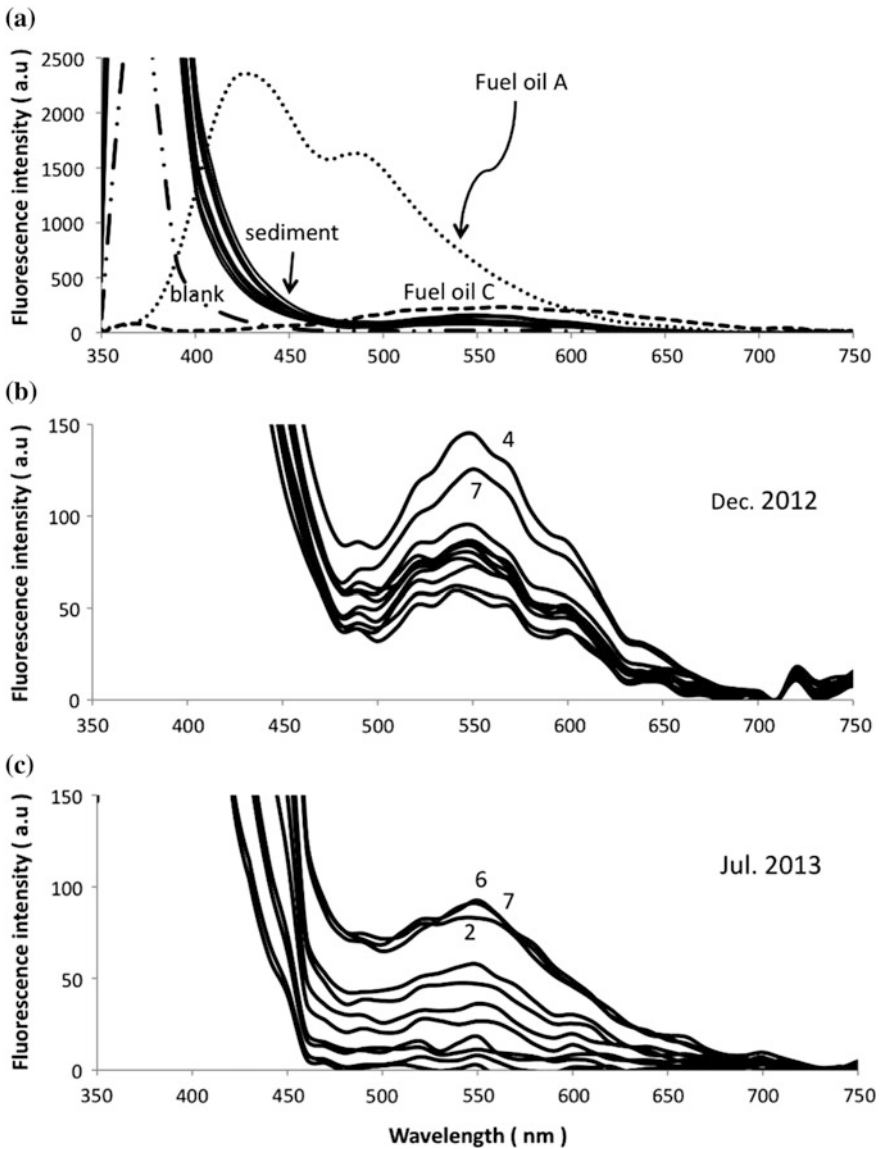 (a)
Fluorescence intensity ( a.u )
2500
2000
1500
1000
500
0
Fuel oil A
sediment
blank
Fuel oil C
350 400 450 500 550 600 650 700 750
(b)
Fluorescence intensity ( a.u )
150
100
50
0
4
7
Dec. 2012
350 400 450 500 550 600 650 700 750
(c)
Fluorescence intensity ( a.u )
150
100
50
0
6
7
2
Jul. 2013
350 400 450 500 550 600 650 700 750
Wavelength ( nm )